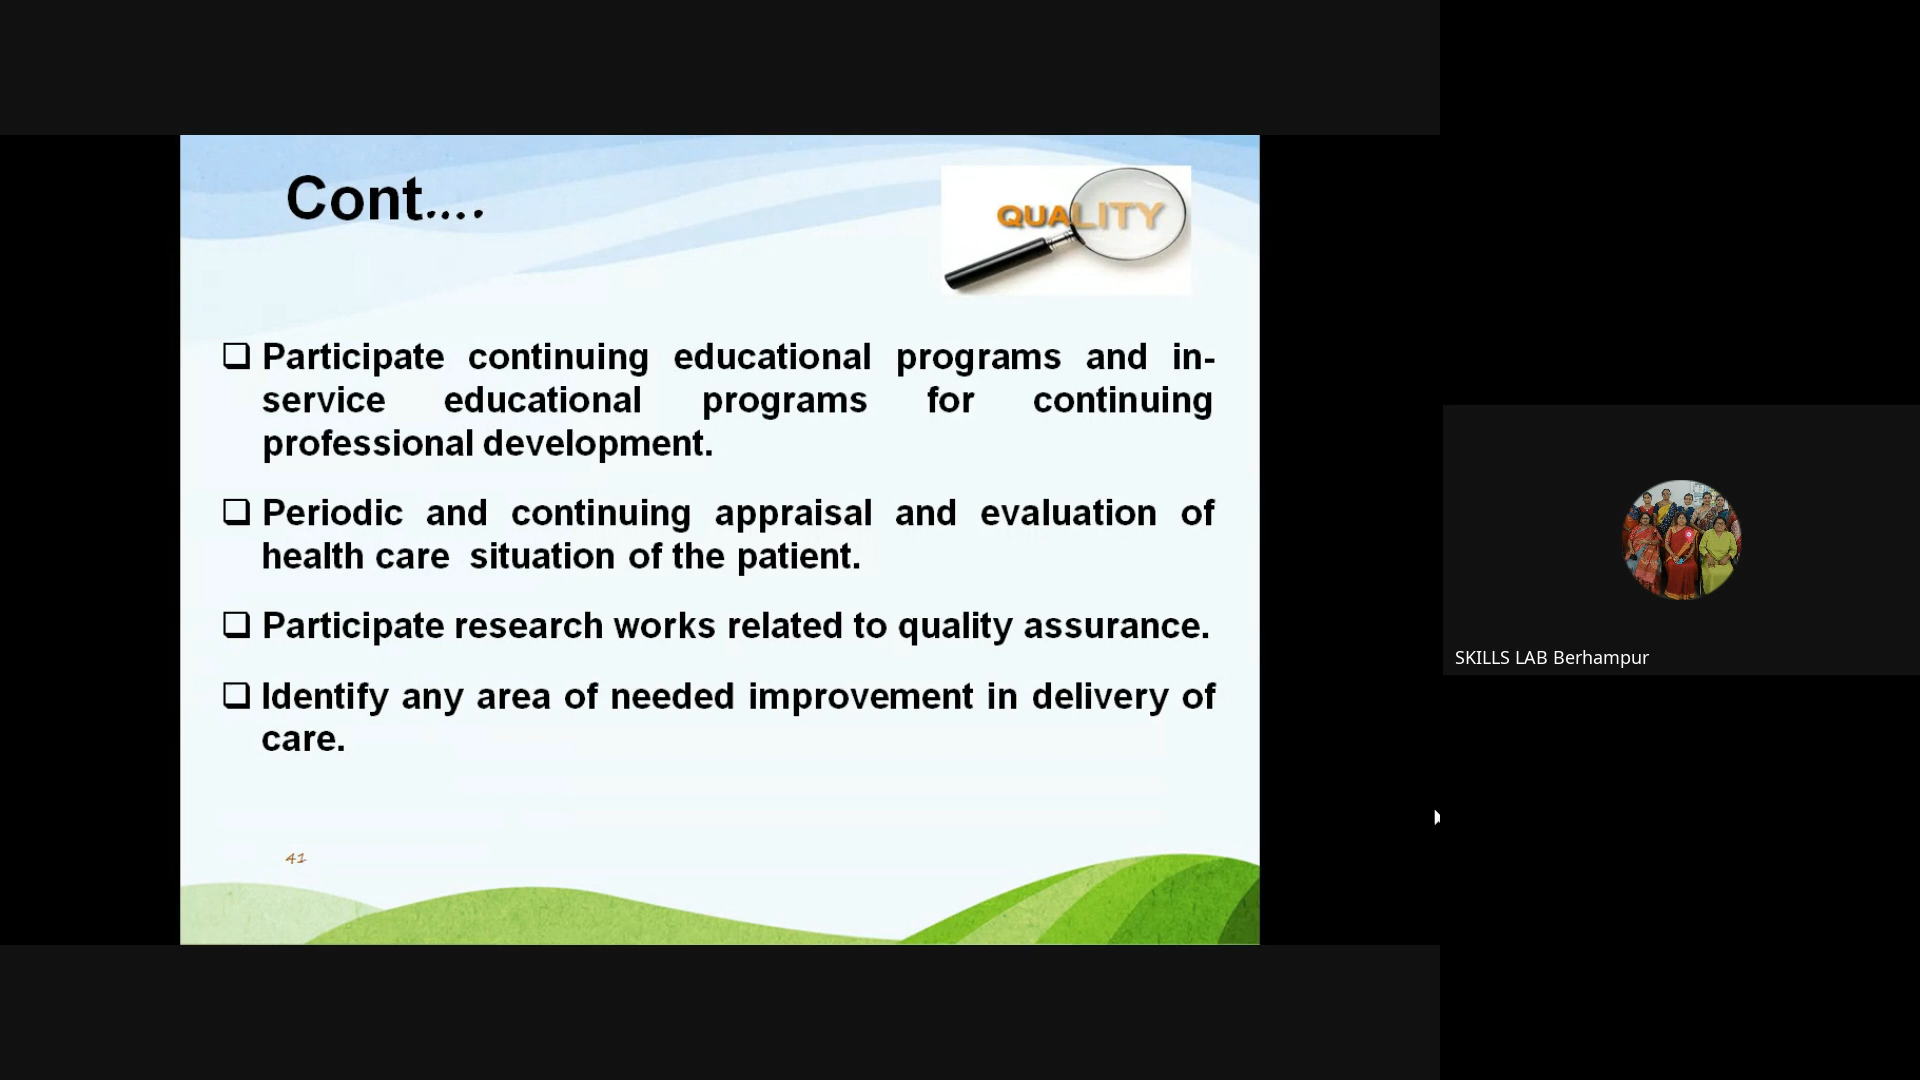 Cont....
QUALITY
❑ Participate continuing educational programs and in-
service educational programs for continuing
professional development.
❑ Periodic and continuing appraisal and evaluation of
health care situation of the patient.
❑ Participate research works related to quality assurance.
❑ Identify any area of needed improvement in delivery of
care.
41
SKILLS LAB Berhampur